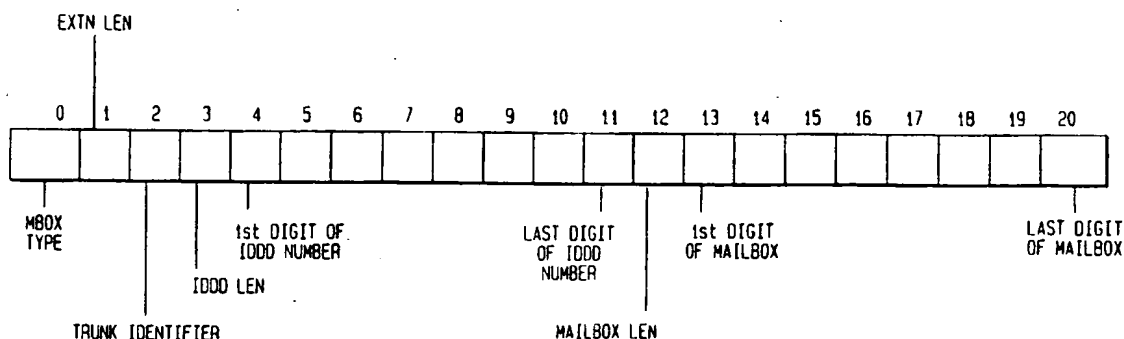 EXTN LEN
0 1 2 3 4 5 6 7 8 9 10 11 12 13 14 15 16 17 18 19 20
MBOX
TYPE
1st DIGIT OF
IDDD NUMBER
LAST DIGIT
OF IDDD
NUMBER
1st DIGIT
OF MAILBOX
LAST DIGIT
OF MAILBOX
IDDD LEN
TRUNK IDENTIFIER
MAILBOX LEN